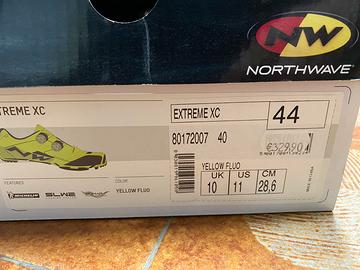 NW
NORTHWAVE
TREME XC
EXTREME XC
44
80172007 40
€329.90
YELLOW FLUO
UK US CM
10 11 28,6
FEATURES
COLOR
MICHELIN SLW2
YELLOW FLUO